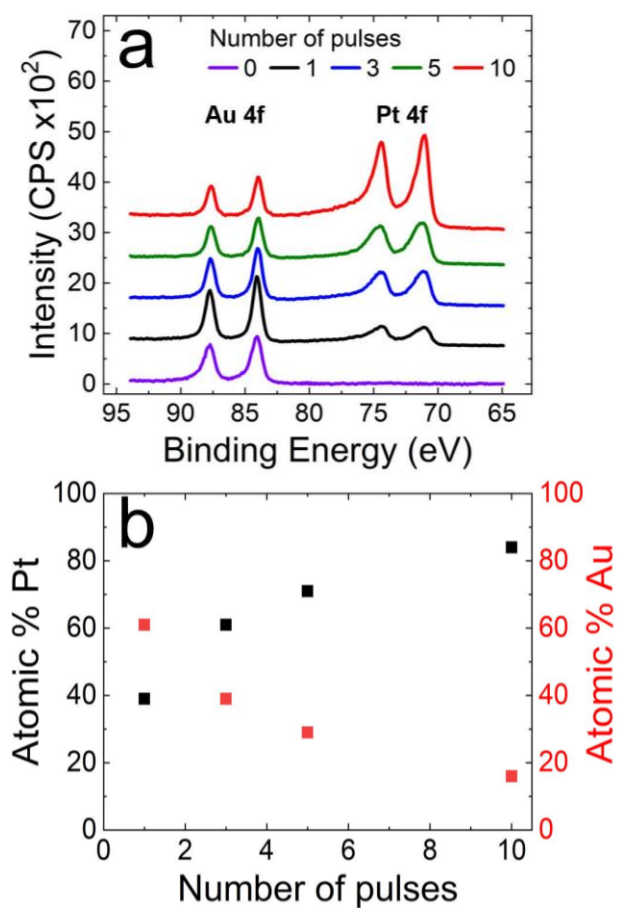 a
Number of pulses
0 1 3 5 10
Au 4f Pt 4f
70
60
50
40
30
20
10
0
Intensity (CPS x10²)
95 90 85 80 75 70 65
Binding Energy (eV)
b
100
80
60
40
20
0
Atomic % Pt
100
80
60
40
20
0
Atomic % Au
0 2 4 6 8 10
Number of pulses